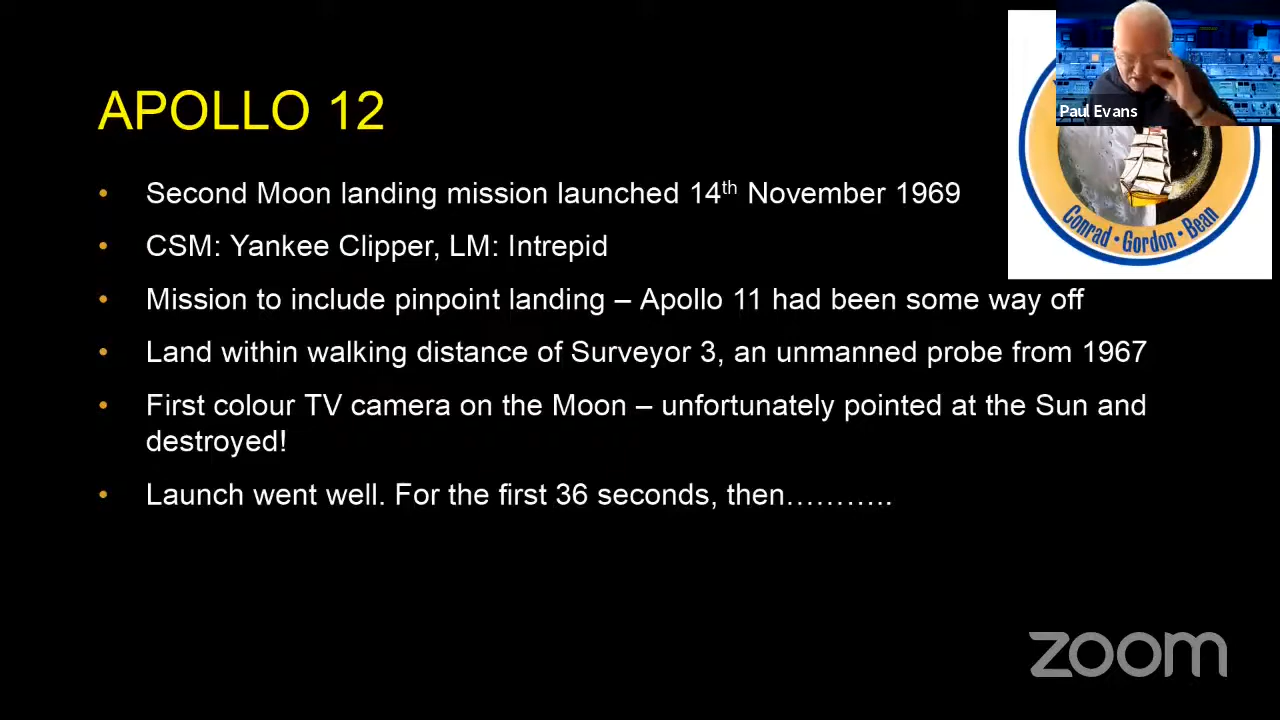 APOLLO 12
Paul Evans
• Second Moon landing mission launched 14th November 1969
• CSM: Yankee Clipper, LM: Intrepid
Conrad • Gordon • Bean
• Mission to include pinpoint landing – Apollo 11 had been some way off
• Land within walking distance of Surveyor 3, an unmanned probe from 1967
• First colour TV camera on the Moon – unfortunately pointed at the Sun and
destroyed!
• Launch went well. For the first 36 seconds, then………..
zoom